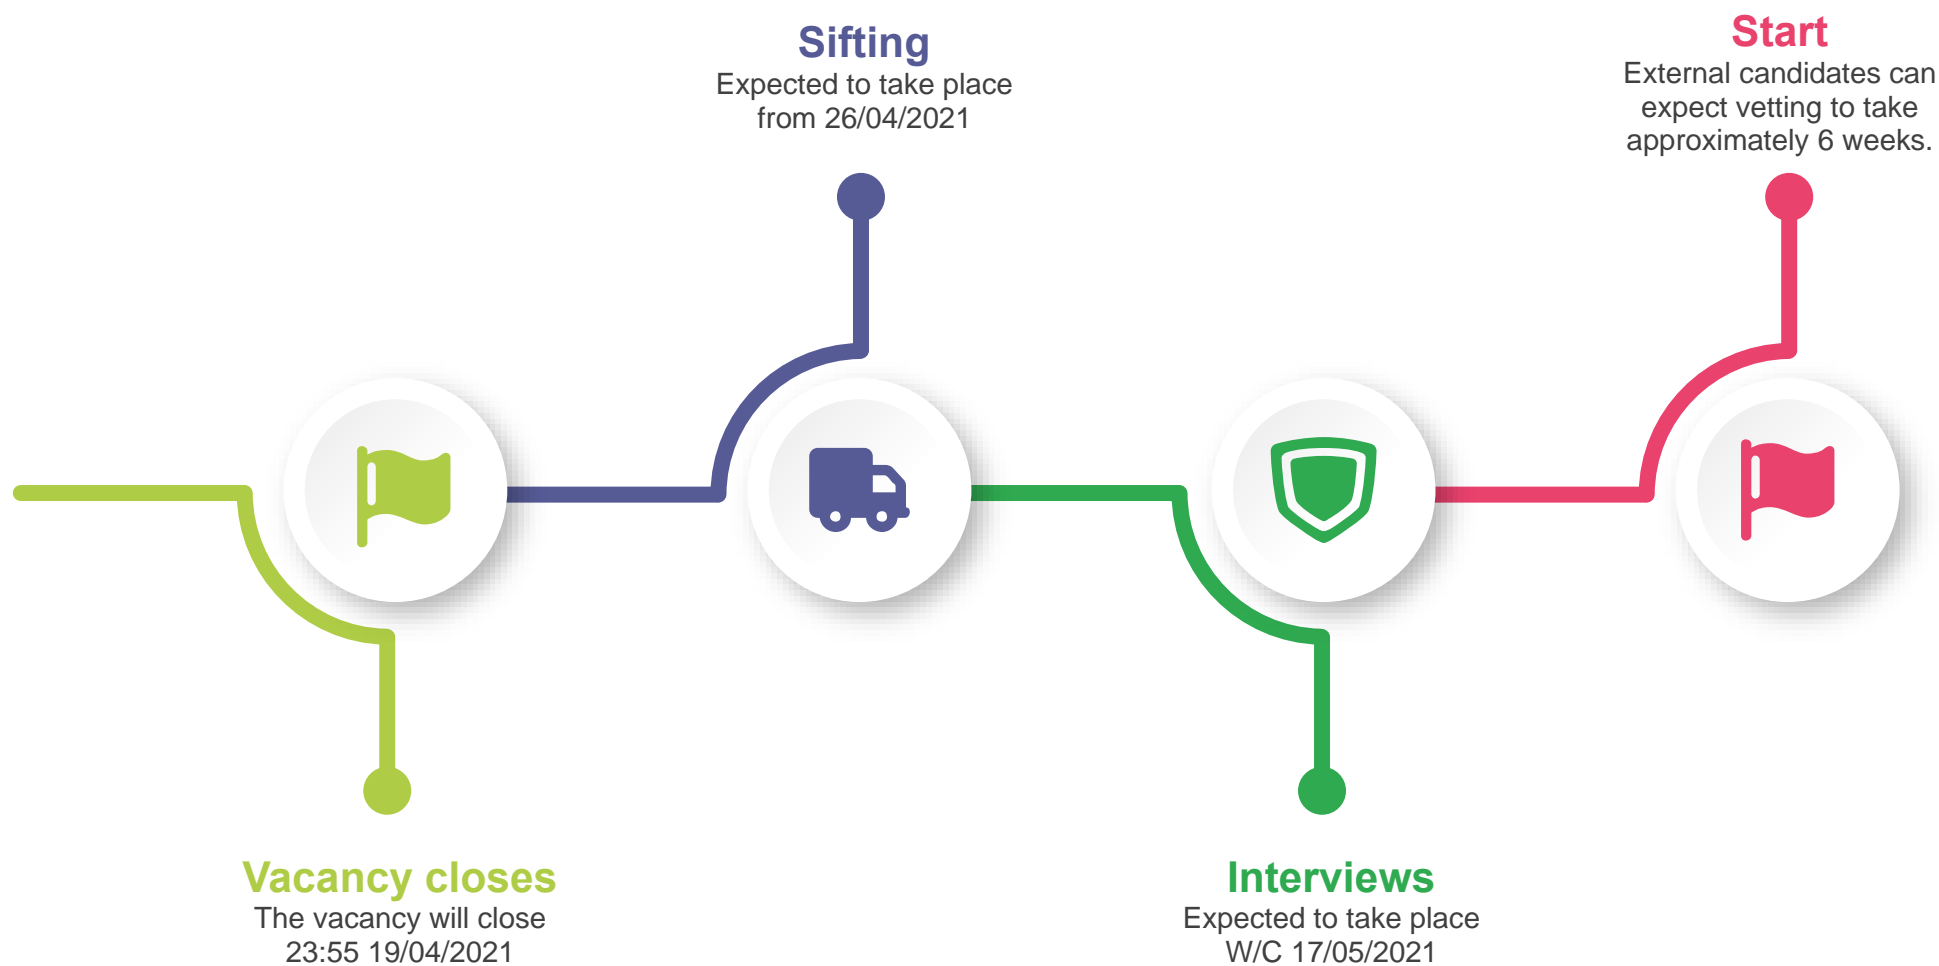 Sifting
Expected to take place
from 26/04/2021
Start
External candidates can
expect vetting to take
approximately 6 weeks.
Vacancy closes
The vacancy will close
23:55 19/04/2021
Interviews
Expected to take place
W/C 17/05/2021